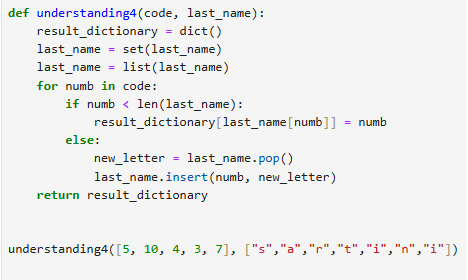 def understanding4(code, last_name):
    result_dictionary = dict()
    last_name = set(last_name)
    last_name = list(last_name)
    for numb in code:
        if numb < len(last_name):
            result_dictionary[last_name[numb]] = numb
        else:
            new_letter = last_name.pop()
            last_name.insert(numb, new_letter)
    return result_dictionary
understanding4([5, 10, 4, 3, 7], ["s","a","r","t","i","n","i"])